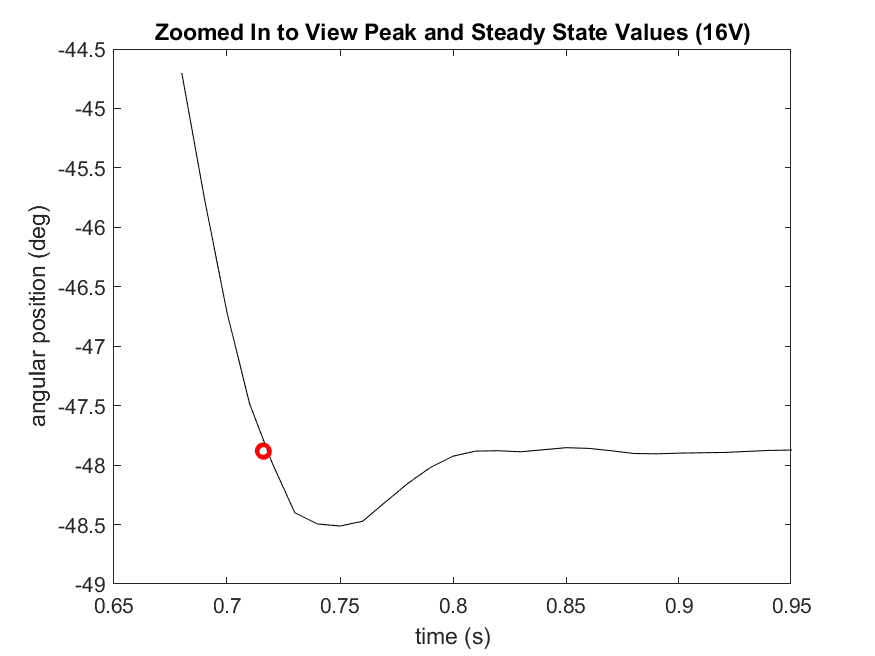 Zoomed In to View Peak and Steady State Values (16V)
-44.5
-45
-45.5
-46
-46.5
-47
-47.5
-48
-48.5
-49
angular position (deg)
0.65 0.7 0.75 0.8 0.85 0.9 0.95
time (s)